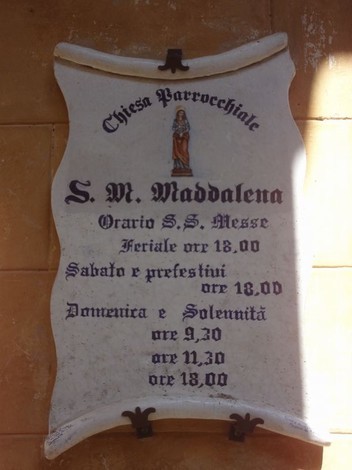 Chiesa Parrocchiale
S. M. Maddalena
Orario S.S. Messe
Feriale ore 18,00
Sabato e prefestivi
ore 18,00
Domenica e Solennità
ore 9,30
ore 11,30
ore 18,00